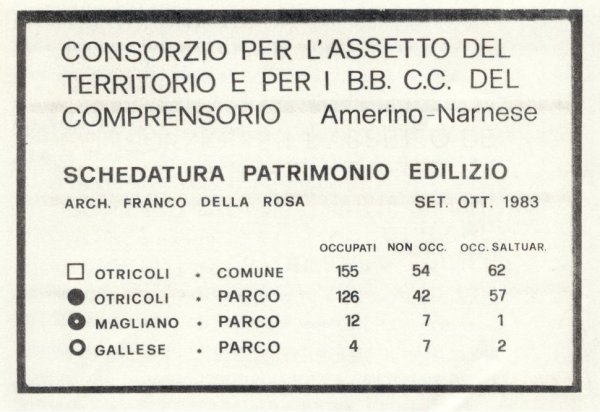 CONSORZIO PER L'ASSETTO DEL
TERRITORIO E PER I B.B. C.C. DEL
COMPRENSORIO Amerino-Narnese
SCHEDATURA PATRIMONIO EDILIZIO
ARCH. FRANCO DELLA ROSA SET. OTT. 1983
OCCUPATI NON OCC. OCC. SALTUAR.
OTRICOLI • COMUNE 155 54 62
OTRICOLI • PARCO 126 42 57
MAGLIANO • PARCO 12 7 1
GALLESE • PARCO 4 7 2